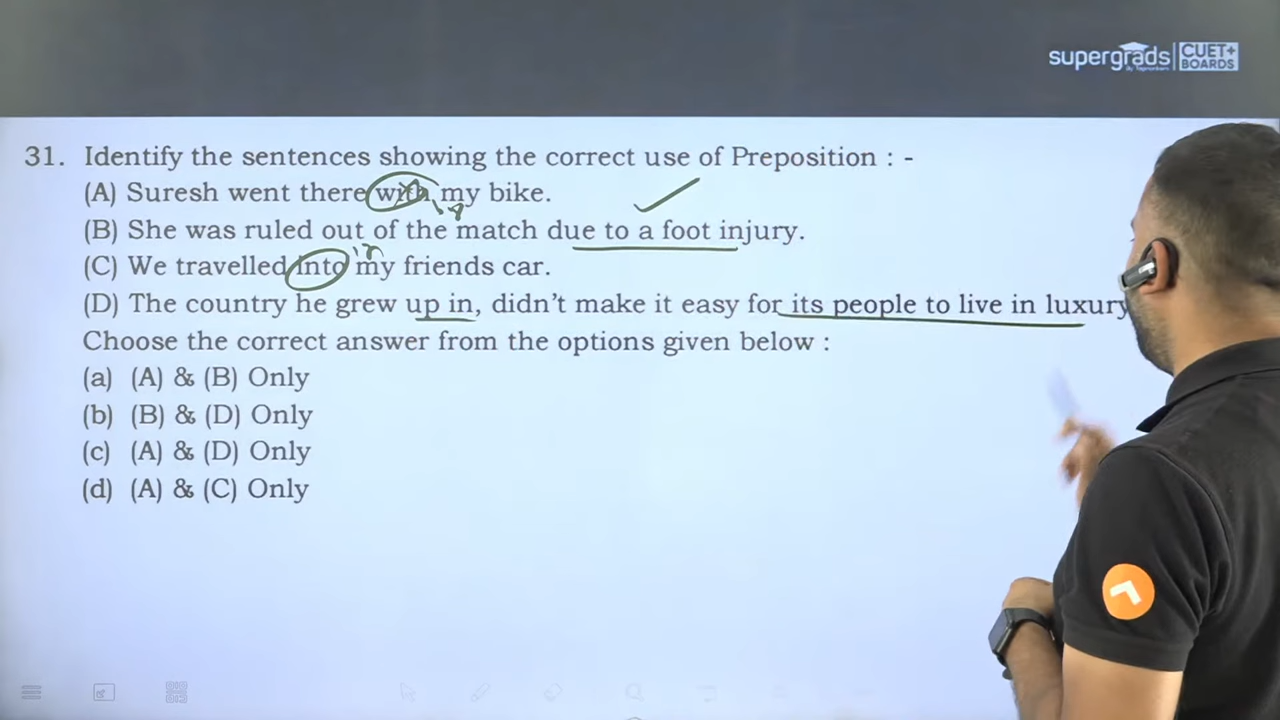 supergrads CUET+ BOARDS
31. Identify the sentences showing the correct use of Preposition : -
(A) Suresh went there with my bike.
(B) She was ruled out of the match due to a foot injury.
in
(C) We travelled into my friends car.
(D) The country he grew up in, didn't make it easy for its people to live in luxury
Choose the correct answer from the options given below :
(a) (A) & (B) Only
(b) (B) & (D) Only
(c) (A) & (D) Only
(d) (A) & (C) Only